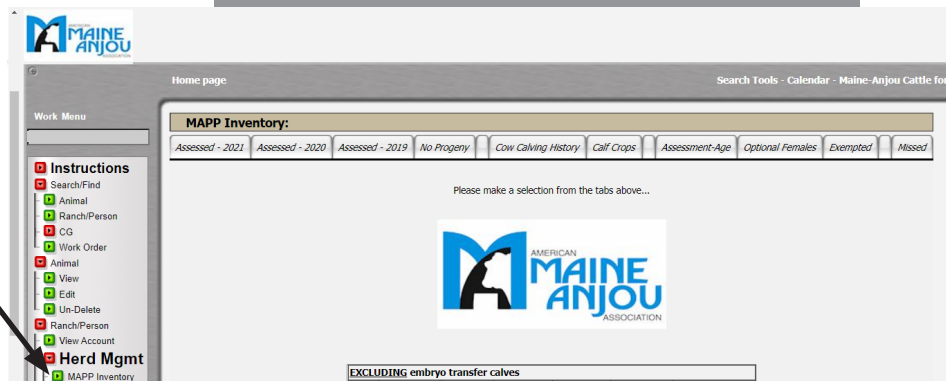 AMERICAN
MAINE
ANJOU
ASSOCIATION
Home page
Search Tools - Calendar - Maine-Anjou Cattle for
Work Menu
Instructions
Search/Find
Animal
Ranch/Person
CG
Work Order
Animal
View
Edit
Un-Delete
Ranch/Person
View Account
Herd Mgmt
MAPP Inventory
MAPP Inventory:
Assessed - 2021 Assessed - 2020 Assessed - 2019 No Progeny Cow Calving History Calf Crops Assessment-Age Optional Females Exempted Missed
Please make a selection from the tabs above...
AMERICAN
MAINE
ANJOU
ASSOCIATION
EXCLUDING embryo transfer calves